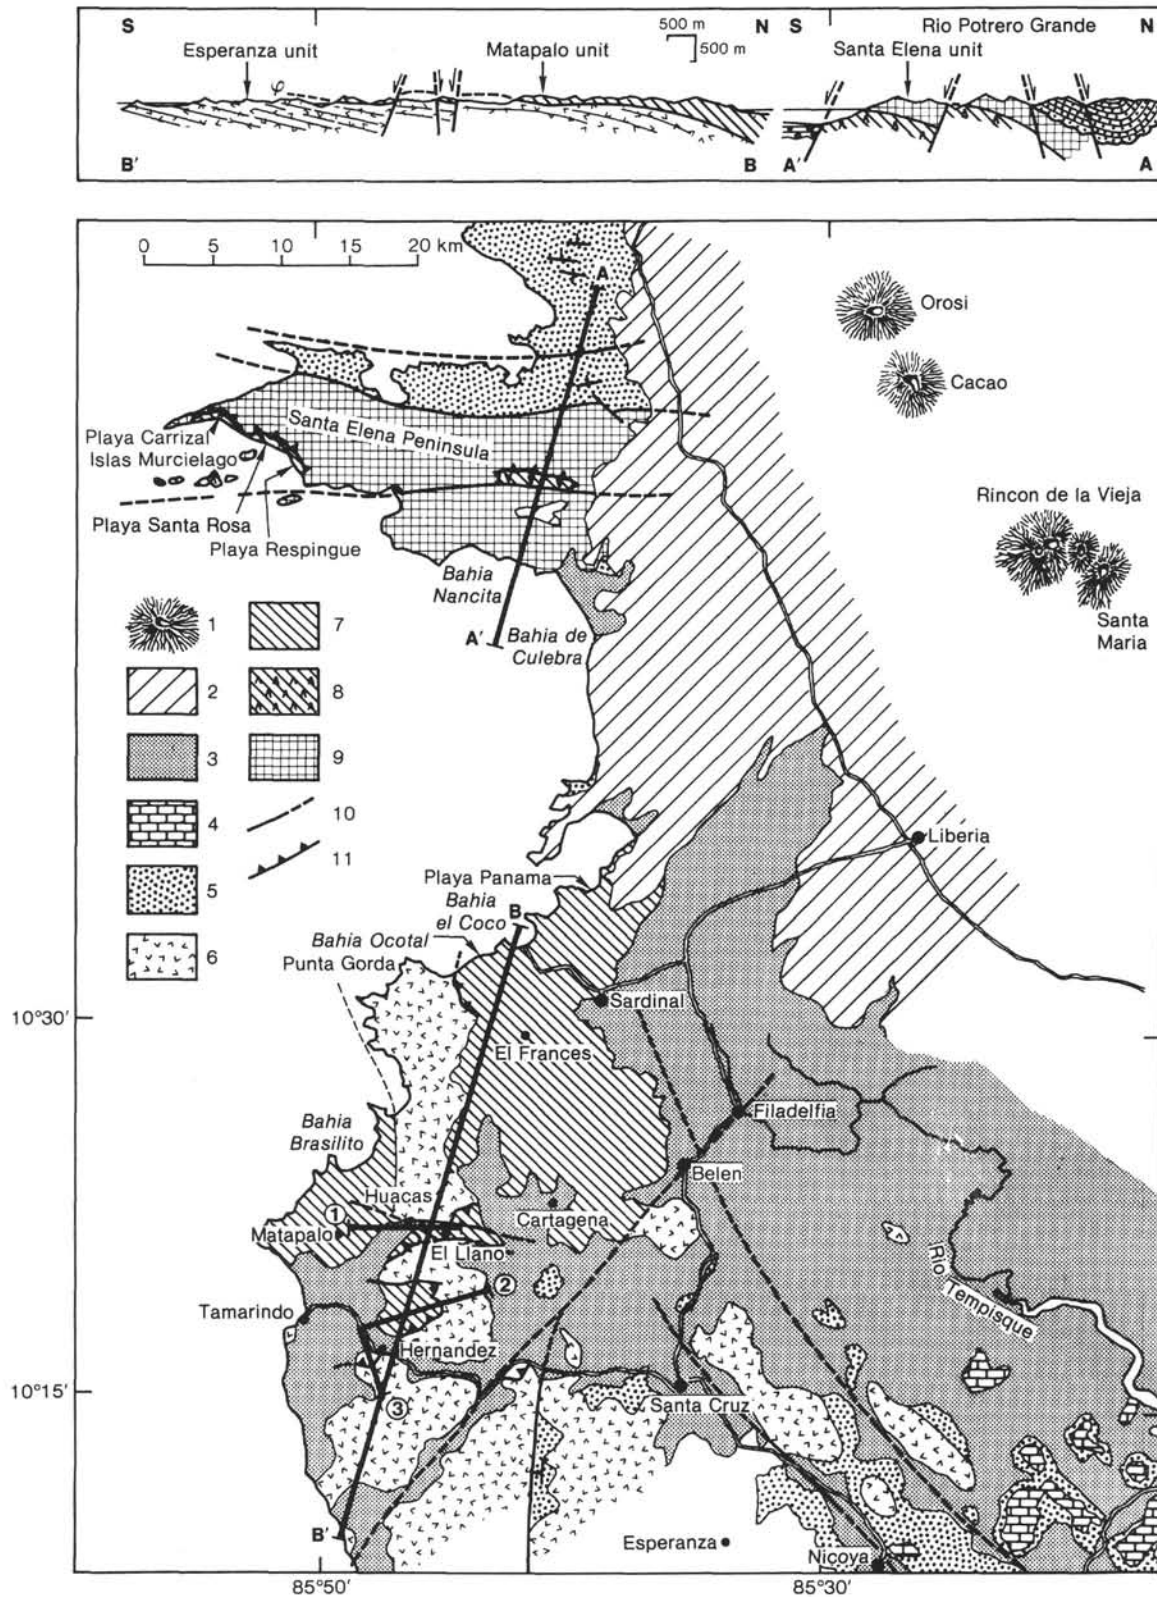 S
Esperanza unit
Matapalo unit
500 m
N
500 m
S
Rio Potrero Grande
N
Santa Elena unit
φ
B'
B
A'
A
0 5 10 15 20 km
A
Orosi
Cacao
Santa Elena Peninsula
Playa Carrizal
Islas Murcielago
Playa Santa Rosa
Playa Respingue
Rincon de la Vieja
Santa
Maria
Bahia
Nancita
A'
Bahia de
Culebra
1
2
3
4
5
6
7
8
9
10
11
Liberia
Playa Panama
Bahia
el Coco
B
Bahia Ocotal
Punta Gorda
10°30'
Sardinal
El Frances
Filadelfia
Bahia
Brasilito
Belen
Huacas
1
Matapalo
Cartagena
El Llano
2
Rio Tempisque
Tamarindo
Hernandez
10°15'
3
Santa Cruz
B'
Esperanza
Nicoya
85°50'
85°30'